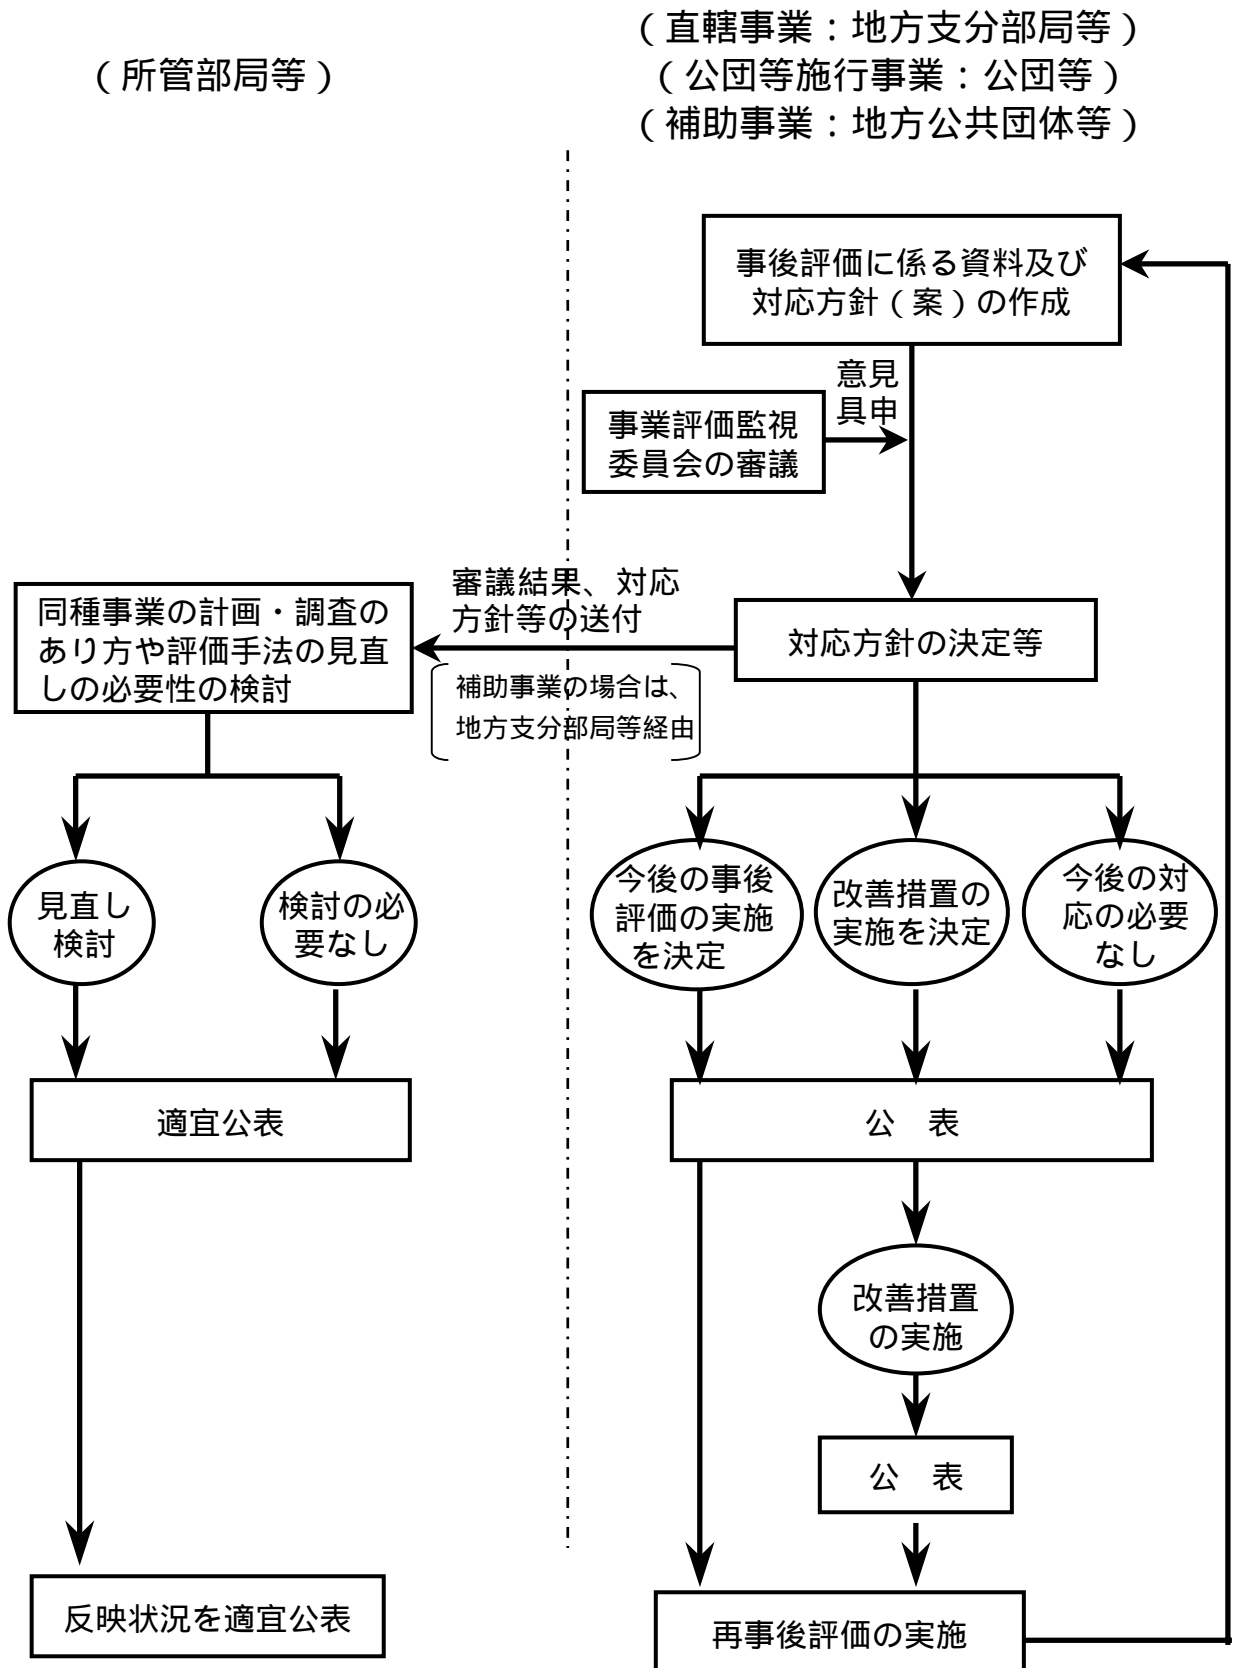 （所管部局等）
（直轄事業：地方支分部局等）
（公団等施行事業：公団等）
（補助事業：地方公共団体等）
事後評価に係る資料及び
対応方針（案）の作成
意見
具申
事業評価監視
委員会の審議
審議結果、対応
方針等の送付
同種事業の計画・調査の
あり方や評価手法の見直
しの必要性の検討
対応方針の決定等
補助事業の場合は、
地方支分部局等経由
見直し
検討
検討の必
要なし
今後の事後
評価の実施
を決定
改善措置の
実施を決定
今後の対
応の必要
なし
適宜公表
公　表
改善措置
の実施
公　表
反映状況を適宜公表
再事後評価の実施